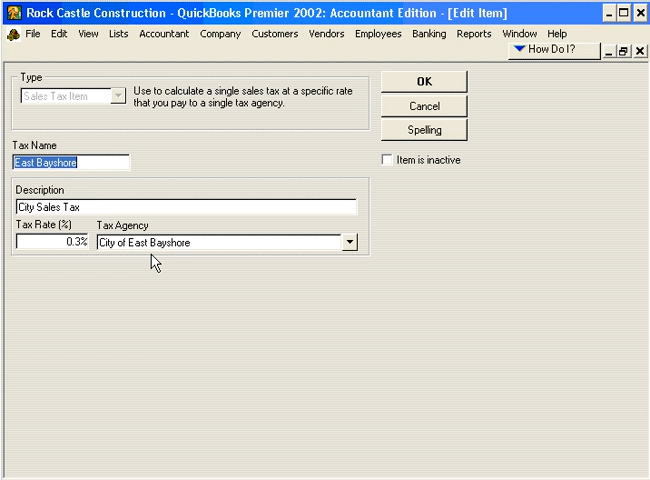 Rock Castle Construction - QuickBooks Premier 2002: Accountant Edition - [Edit Item]
File Edit View Lists Accountant Company Customers Vendors Employees Banking Reports Window Help
How Do I?
Type
Sales Tax Item
Use to calculate a single sales tax at a specific rate
that you pay to a single tax agency.
OK
Cancel
Spelling
Tax Name
East Bayshore
Item is inactive
Description
City Sales Tax
Tax Rate (%) Tax Agency
0.3% City of East Bayshore